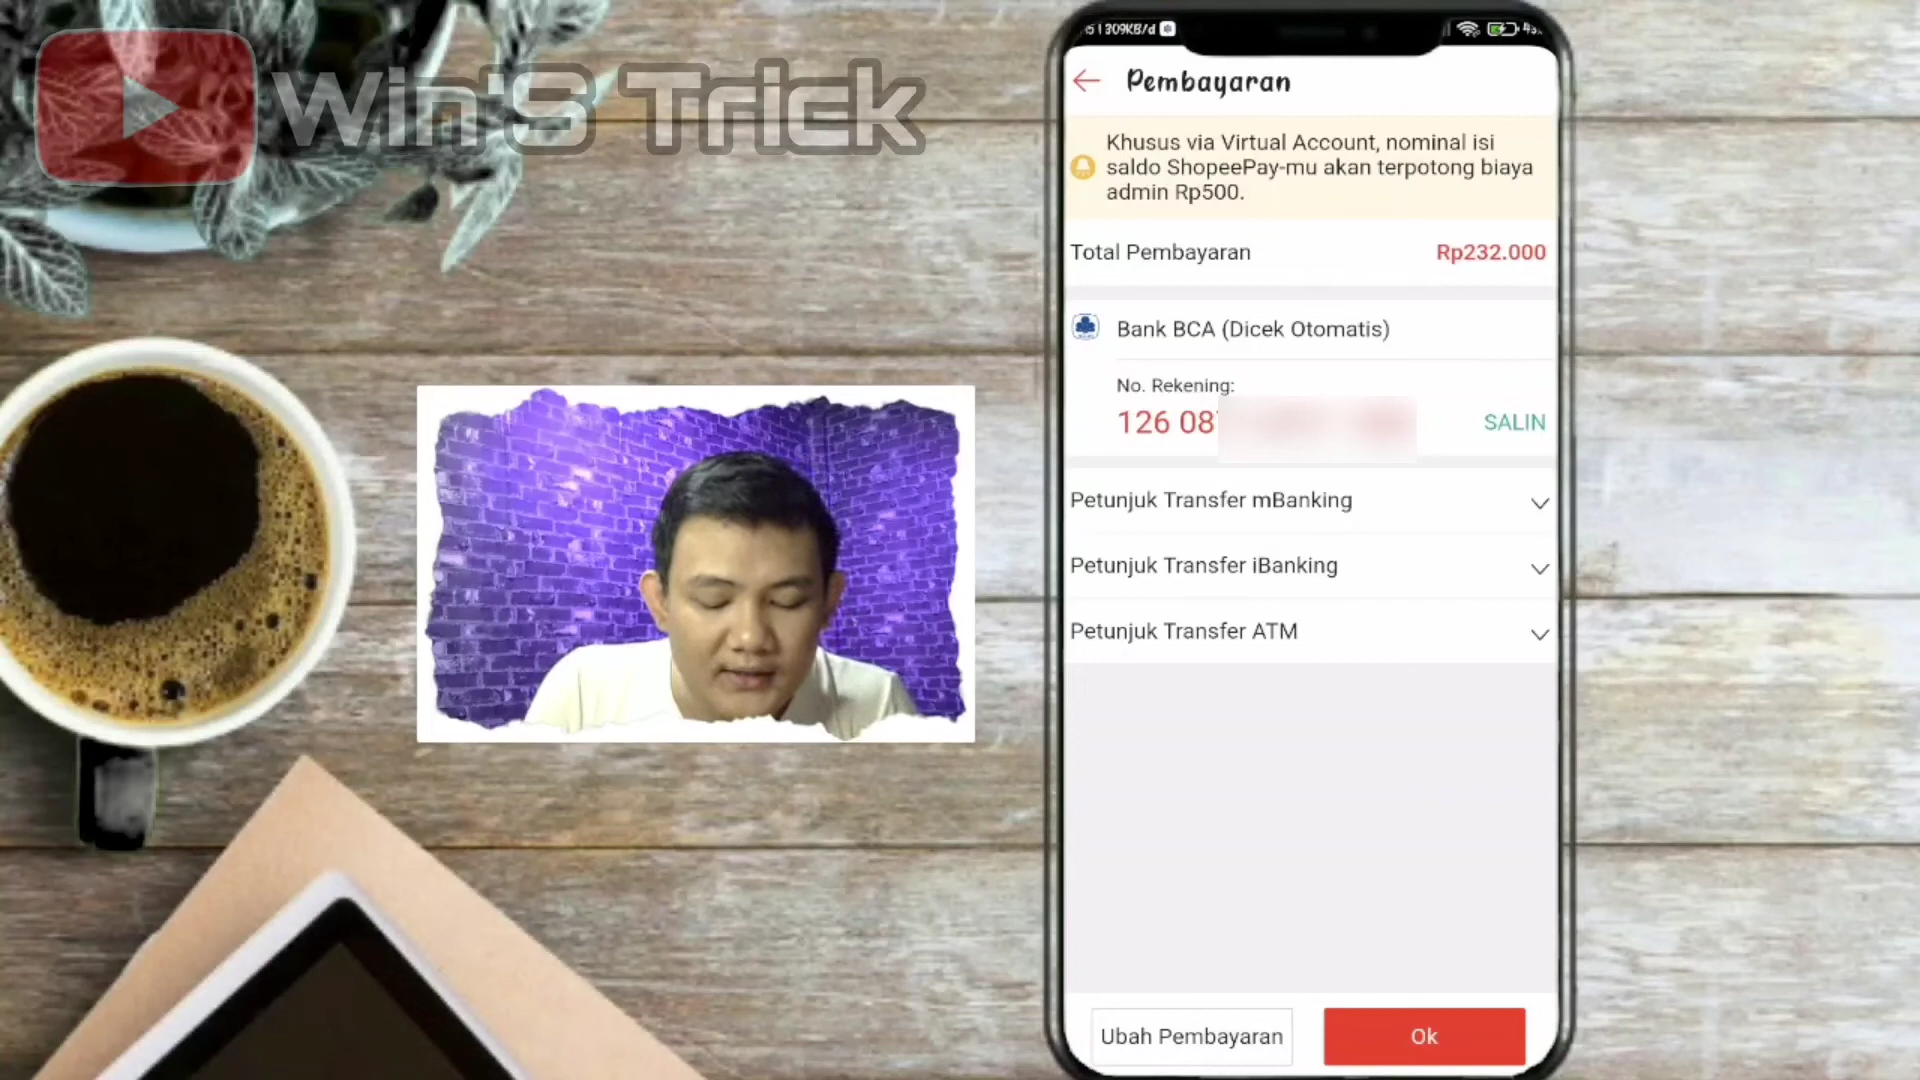 Win'S Trick
309KB/d
Pembayaran
Khusus via Virtual Account, nominal isi
saldo ShopeePay-mu akan terpotong biaya
admin Rp500.
Total Pembayaran Rp232.000
Bank BCA (Dicek Otomatis)
No. Rekening:
126 08
SALIN
Petunjuk Transfer mBanking
Petunjuk Transfer iBanking
Petunjuk Transfer ATM
Ubah Pembayaran
Ok